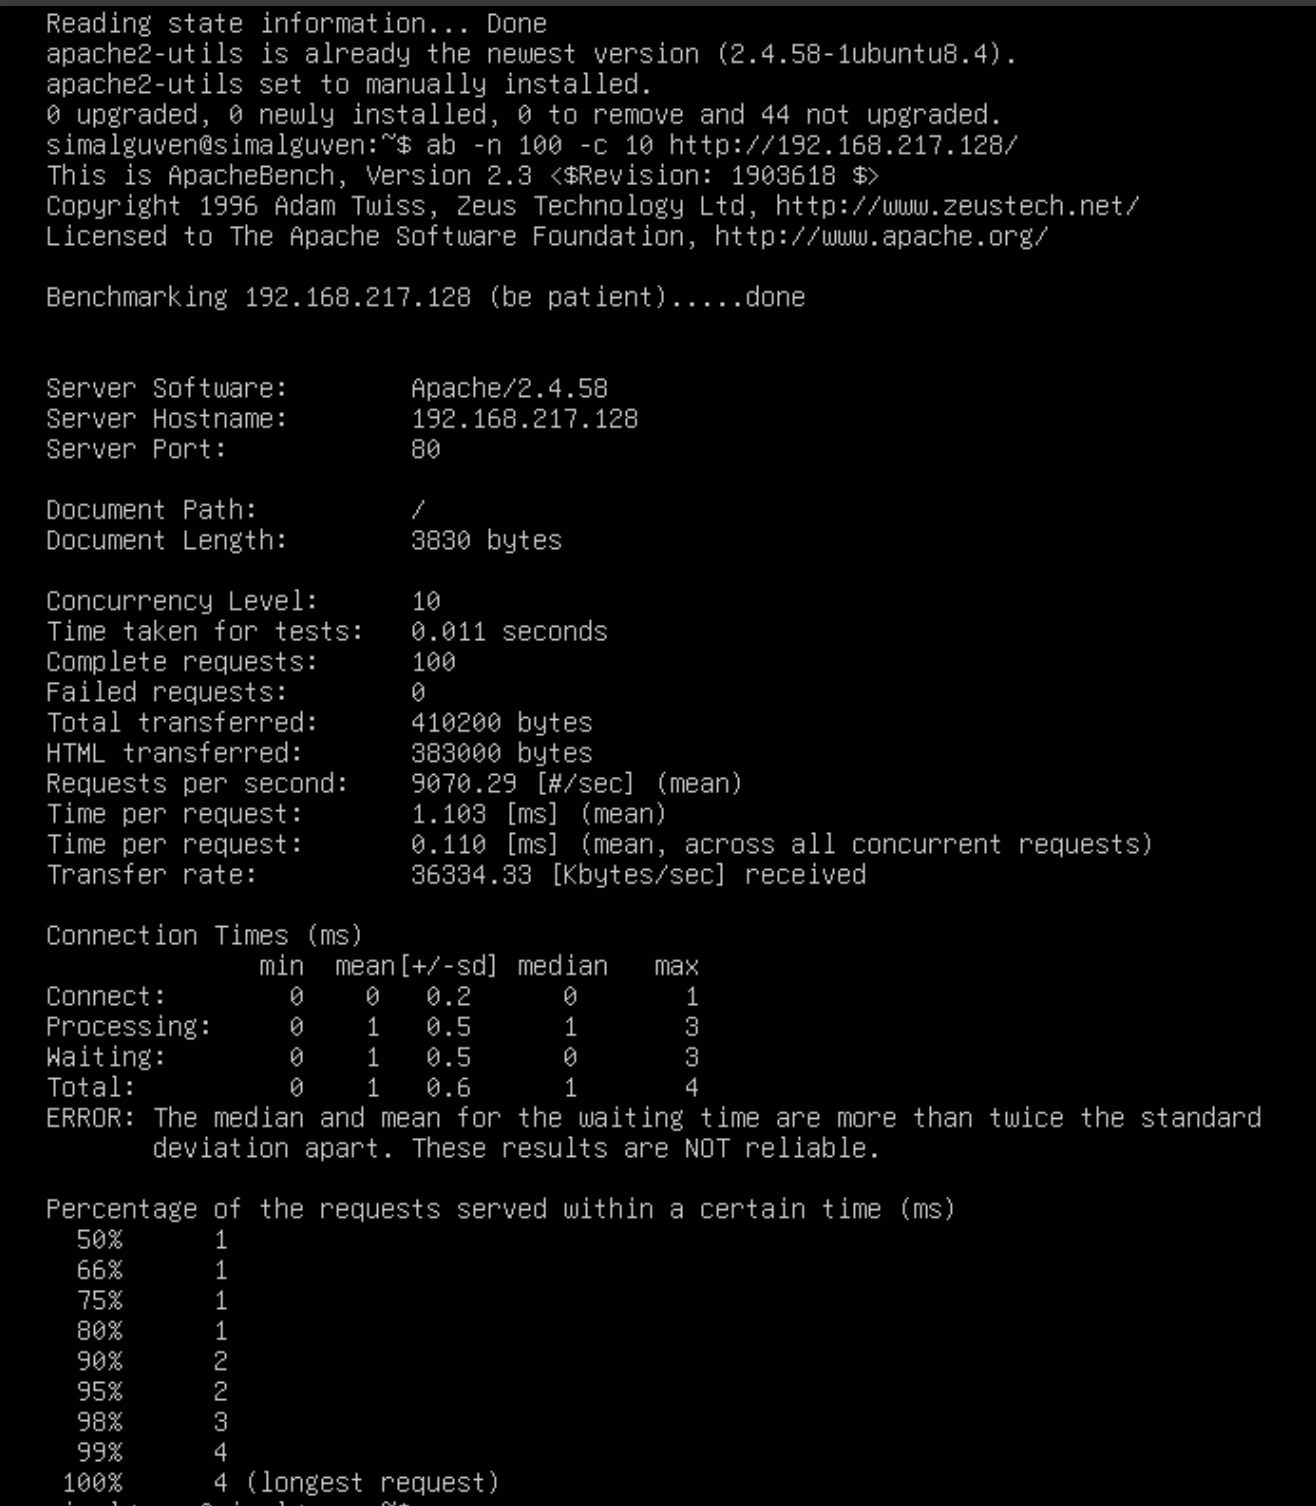 Reading state information... Done
apache2-utils is already the newest version (2.4.58-1ubuntu8.4).
apache2-utils set to manually installed.
0 upgraded, 0 newly installed, 0 to remove and 44 not upgraded.
simalguven@simalguven:~$ ab -n 100 -c 10 http://192.168.217.128/
This is ApacheBench, Version 2.3 <$Revision: 1903618 $>
Copyright 1996 Adam Twiss, Zeus Technology Ltd, http://www.zeustech.net/
Licensed to The Apache Software Foundation, http://www.apache.org/

Benchmarking 192.168.217.128 (be patient).....done


Server Software:        Apache/2.4.58
Server Hostname:        192.168.217.128
Server Port:            80

Document Path:          /
Document Length:        3830 bytes

Concurrency Level:      10
Time taken for tests:   0.011 seconds
Complete requests:      100
Failed requests:        0
Total transferred:      410200 bytes
HTML transferred:       383000 bytes
Requests per second:    9070.29 [#/sec] (mean)
Time per request:       1.103 [ms] (mean)
Time per request:       0.110 [ms] (mean, across all concurrent requests)
Transfer rate:          36334.33 [Kbytes/sec] received

Connection Times (ms)
              min  mean[+/-sd] median   max
Connect:        0    0   0.2      0       1
Processing:     0    1   0.5      1       3
Waiting:        0    1   0.5      0       3
Total:          0    1   0.6      1       4
ERROR: The median and mean for the waiting time are more than twice the standard
       deviation apart. These results are NOT reliable.

Percentage of the requests served within a certain time (ms)
  50%      1
  66%      1
  75%      1
  80%      1
  90%      2
  95%      2
  98%      3
  99%      4
 100%      4 (longest request)